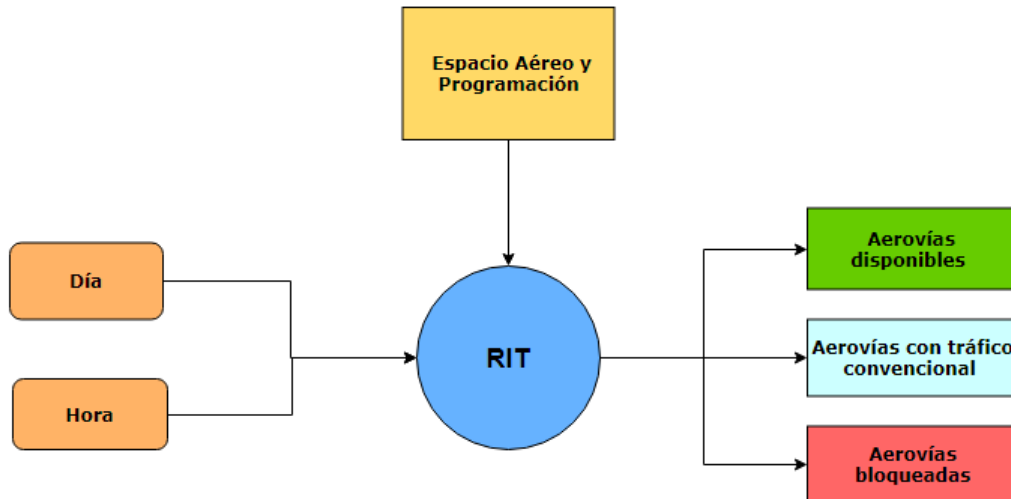 Espacio Aéreo y
Programación
Día
Hora
RIT
Aerovías
disponibles
Aerovías con tráfico
convencional
Aerovías
bloqueadas